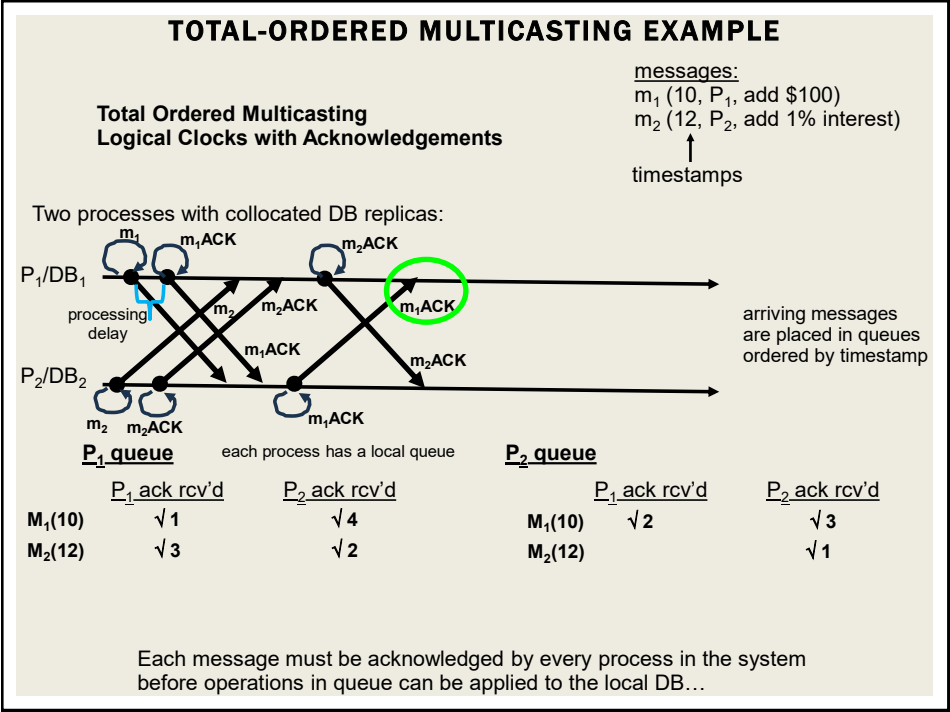 TOTAL-ORDERED MULTICASTING EXAMPLE
messages:
m1 (10, P1, add $100)
m2 (12, P2, add 1% interest)
timestamps
Total Ordered Multicasting
Logical Clocks with Acknowledgements
Two processes with collocated DB replicas:
m1
m1ACK
m2ACK
P1/DB1
processing
delay
m2
m2ACK
m1ACK
arriving messages
are placed in queues
ordered by timestamp
m1ACK
m2ACK
P2/DB2
m2
m2ACK
m1ACK
P1 queue
each process has a local queue
P2 queue
P1 ack rcv’d
P2 ack rcv’d
P1 ack rcv’d
P2 ack rcv’d
M1(10) √ 1 √ 4
M1(10) √ 2 √ 3
M2(12) √ 3 √ 2
M2(12) √ 1
Each message must be acknowledged by every process in the system
before operations in queue can be applied to the local DB…